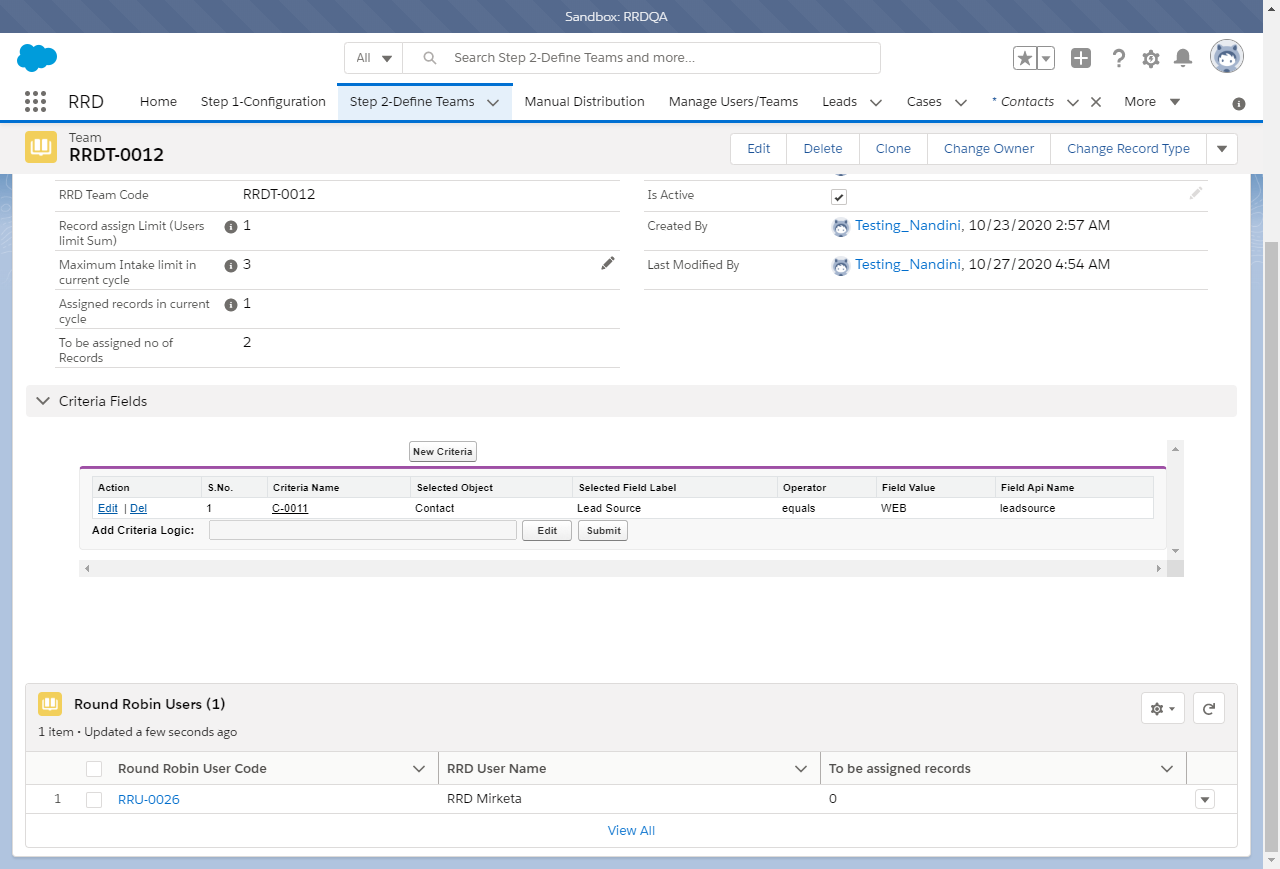 Sandbox: RRDQA
All
Search Step 2-Define Teams and more...
RRD
Home
Step 1-Configuration
Step 2-Define Teams
Manual Distribution
Manage Users/Teams
Leads
Cases
* Contacts
More
Team
RRDT-0012
Edit
Delete
Clone
Change Owner
Change Record Type
RRD Team Code
RRDT-0012
Is Active
Record assign Limit (Users
limit Sum)
1
Created By
Testing_Nandini, 10/23/2020 2:57 AM
Maximum Intake limit in
current cycle
3
Last Modified By
Testing_Nandini, 10/27/2020 4:54 AM
Assigned records in current
cycle
1
To be assigned no of
Records
2
Criteria Fields
New Criteria
Action S.No. Criteria Name Selected Object Selected Field Label Operator Field Value Field Api Name
Edit | Del 1 C-0011 Contact Lead Source equals WEB leadsource
Add Criteria Logic: Edit Submit
Round Robin Users (1)
1 item • Updated a few seconds ago
Round Robin User Code RRD User Name To be assigned records
1 RRU-0026 RRD Mirketa 0
View All